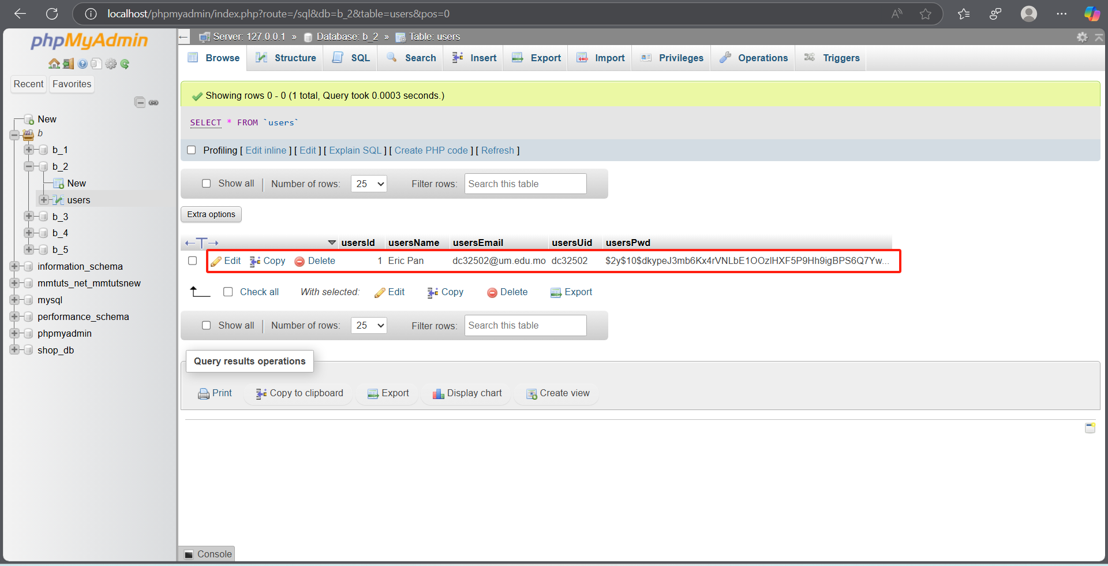 localhost/phpmyadmin/index.php?route=/sql&db=b_2&table=users&pos=0
phpMyAdmin
Recent Favorites
New
b
b_1
b_2
New
users
b_3
b_4
b_5
information_schema
mmtuts_net_mmtutsnew
mysql
performance_schema
phpmyadmin
shop_db
Server: 127.0.0.1 » Database: b_2 » Table: users
Browse Structure SQL Search Insert Export Import Privileges Operations Triggers
Showing rows 0 - 0 (1 total, Query took 0.0003 seconds.)
SELECT * FROM `users`
Profiling [ Edit inline ] [ Edit ] [ Explain SQL ] [ Create PHP code ] [ Refresh ]
Show all Number of rows: 25 Filter rows: Search this table
Extra options
usersId usersName usersEmail usersUid usersPwd
Edit Copy Delete 1 Eric Pan dc32502@um.edu.mo dc32502 $2y$10$dkypeJ3mb6Kx4rVNLbE1OOzlHXF5P9Hh9igBPS6Q7Yw...
Check all With selected: Edit Copy Delete Export
Show all Number of rows: 25 Filter rows: Search this table
Query results operations
Print Copy to clipboard Export Display chart Create view
Console